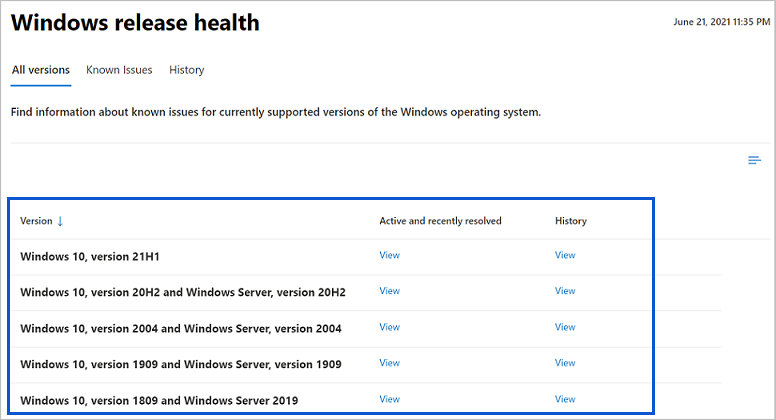 Windows release health
June 21, 2021 11:35 PM
All versions Known Issues History
Find information about known issues for currently supported versions of the Windows operating system.
Version ↓ Active and recently resolved History
Windows 10, version 21H1 View View
Windows 10, version 20H2 and Windows Server, version 20H2 View View
Windows 10, version 2004 and Windows Server, version 2004 View View
Windows 10, version 1909 and Windows Server, version 1909 View View
Windows 10, version 1809 and Windows Server 2019 View View